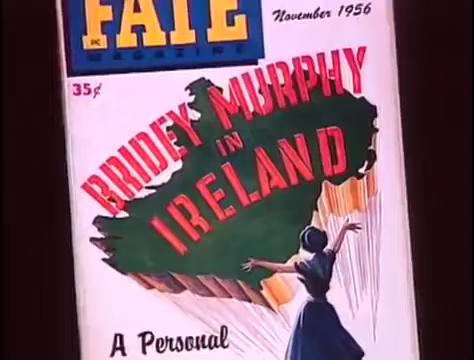 FATE
MAGAZINE
November 1956
35¢
BRIDEY MURPHY
IN
IRELAND
A Personal